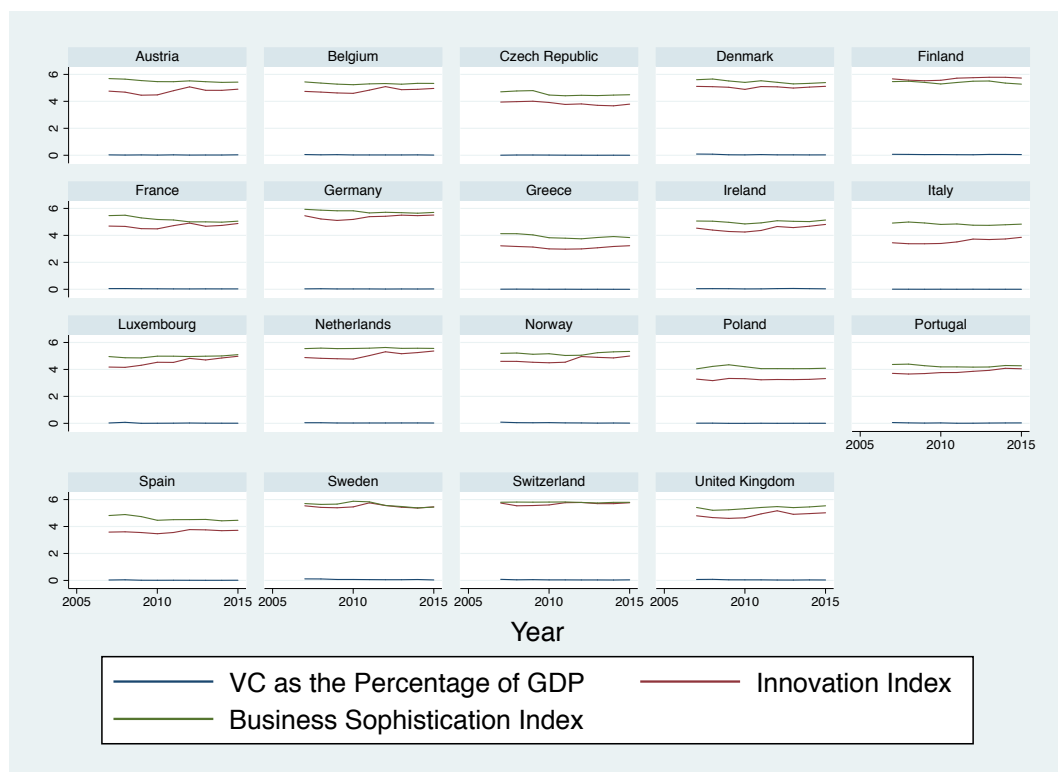 Austria
Belgium
Czech Republic
Denmark
Finland
6
4
2
0
France
Germany
Greece
Ireland
Italy
6
4
2
0
Luxembourg
Netherlands
Norway
Poland
Portugal
6
4
2
0
2005 2010 2015
Spain
Sweden
Switzerland
United Kingdom
6
4
2
0
2005 2010 2015 2005 2010 2015 2005 2010 2015 2005 2010 2015
Year
VC as the Percentage of GDP
Innovation Index
Business Sophistication Index